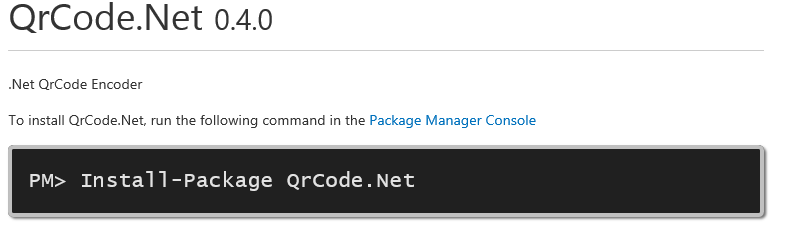 QrCode.Net 0.4.0
.Net QrCode Encoder
To install QrCode.Net, run the following command in the Package Manager Console
PM> Install-Package QrCode.Net